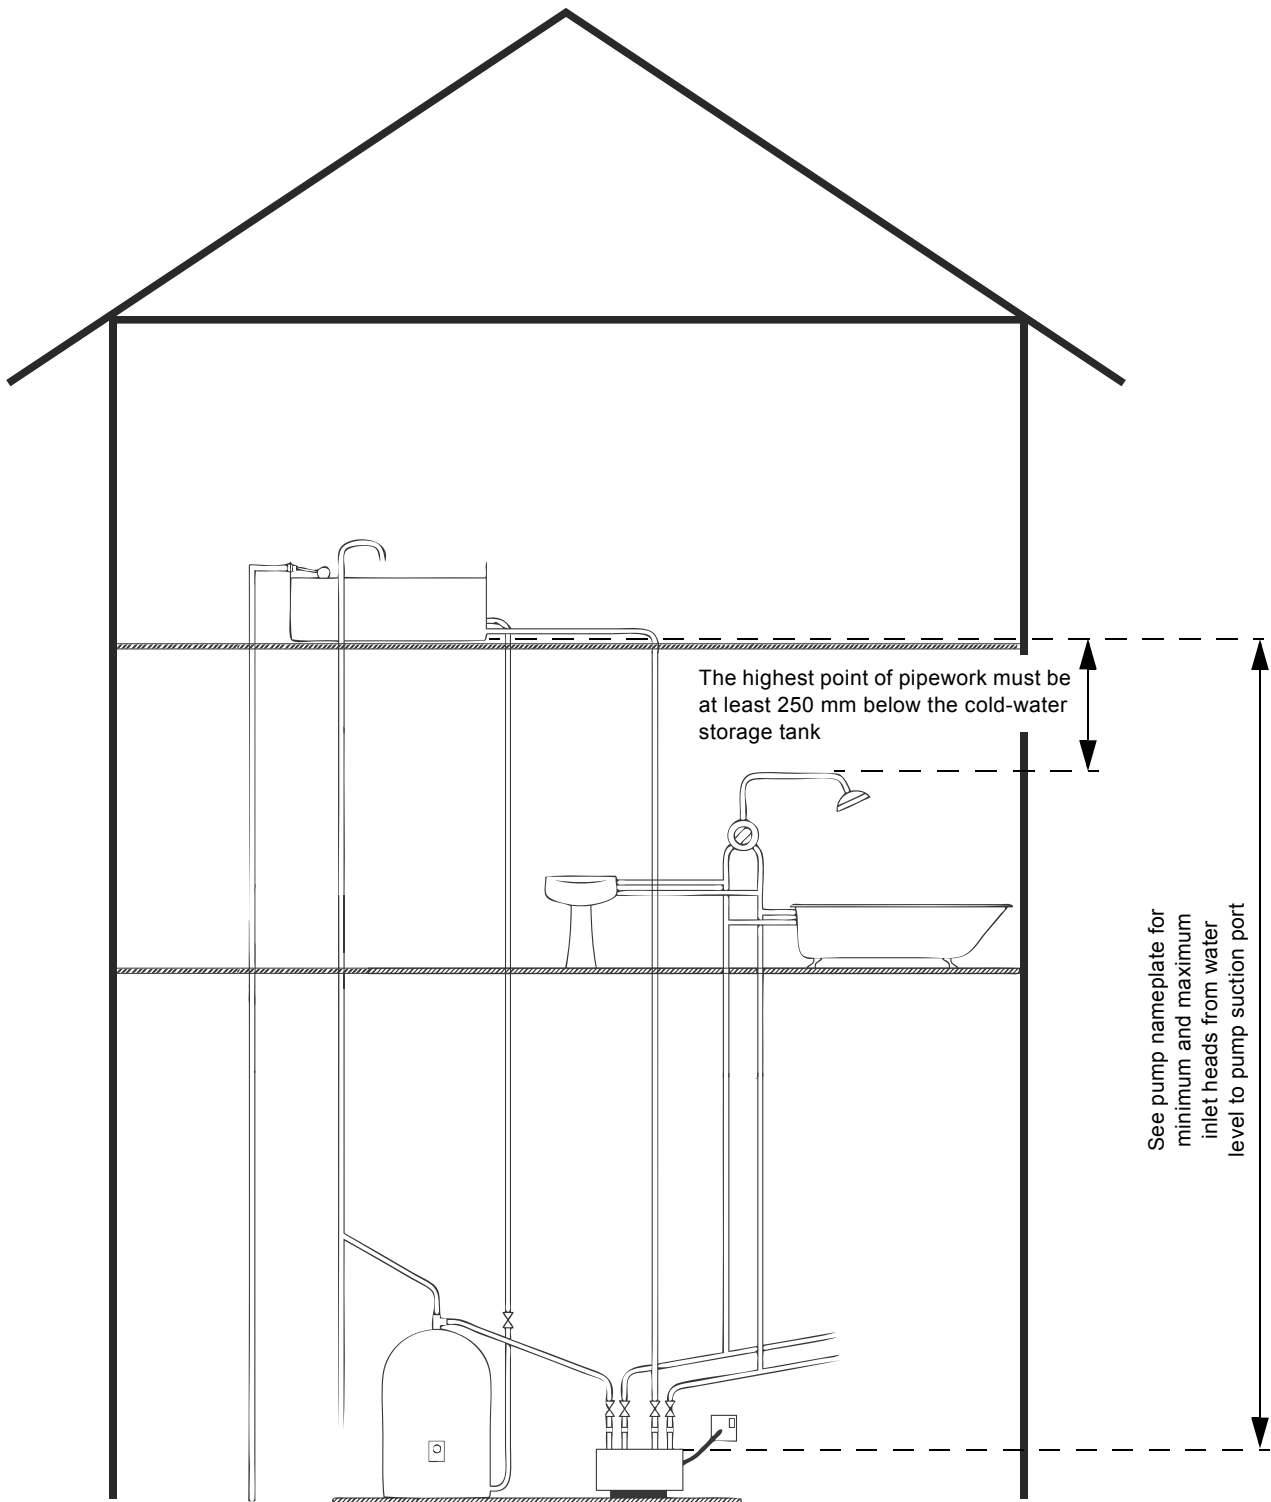 The highest point of pipework must be
at least 250 mm below the cold-water
storage tank
See pump nameplate for
minimum and maximum
inlet heads from water
level to pump suction port